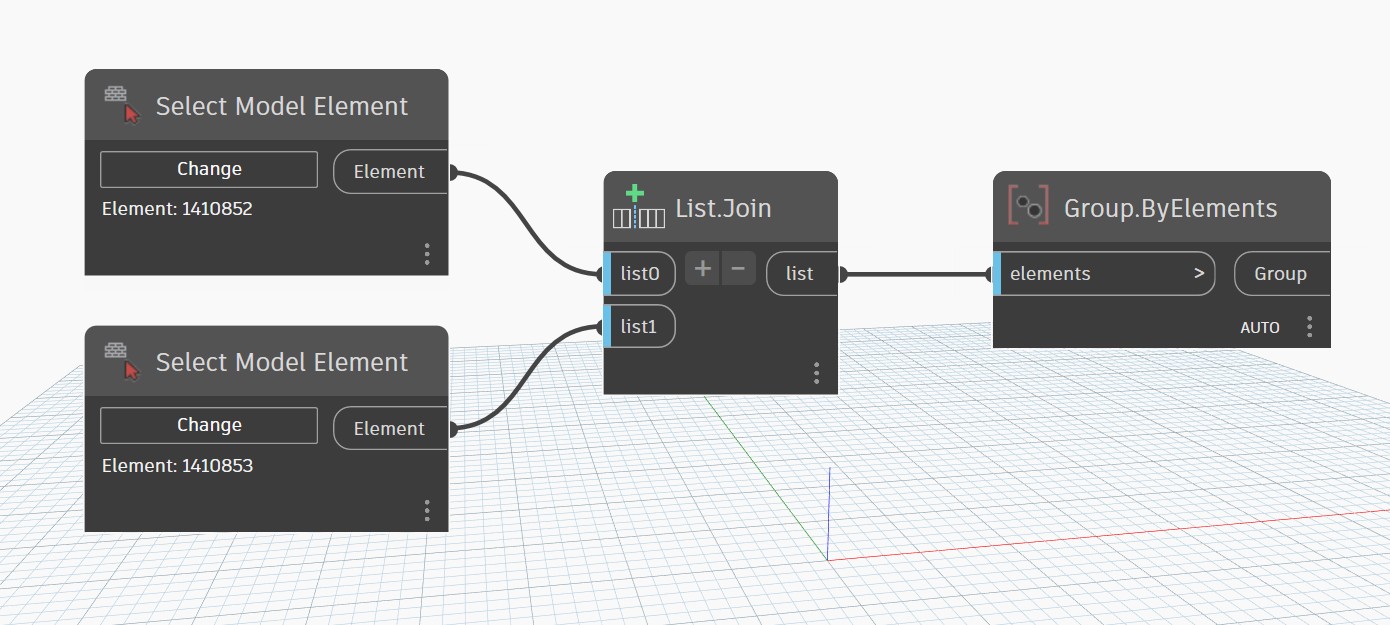 Select Model Element
Change
Element
Element: 1410852
Select Model Element
Change
Element
Element: 1410853
List.Join
list0
+
−
list
list1
Group.ByElements
elements
>
Group
AUTO